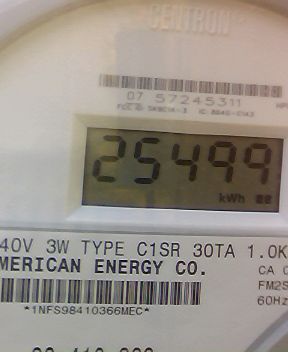 CENTRON
07 57245311
25499
kWh
40V 3W TYPE C1SR 30TA 1.0K
MERICAN ENERGY CO.
CA 0
FM2S
60Hz
*1NFS98410366MEC*